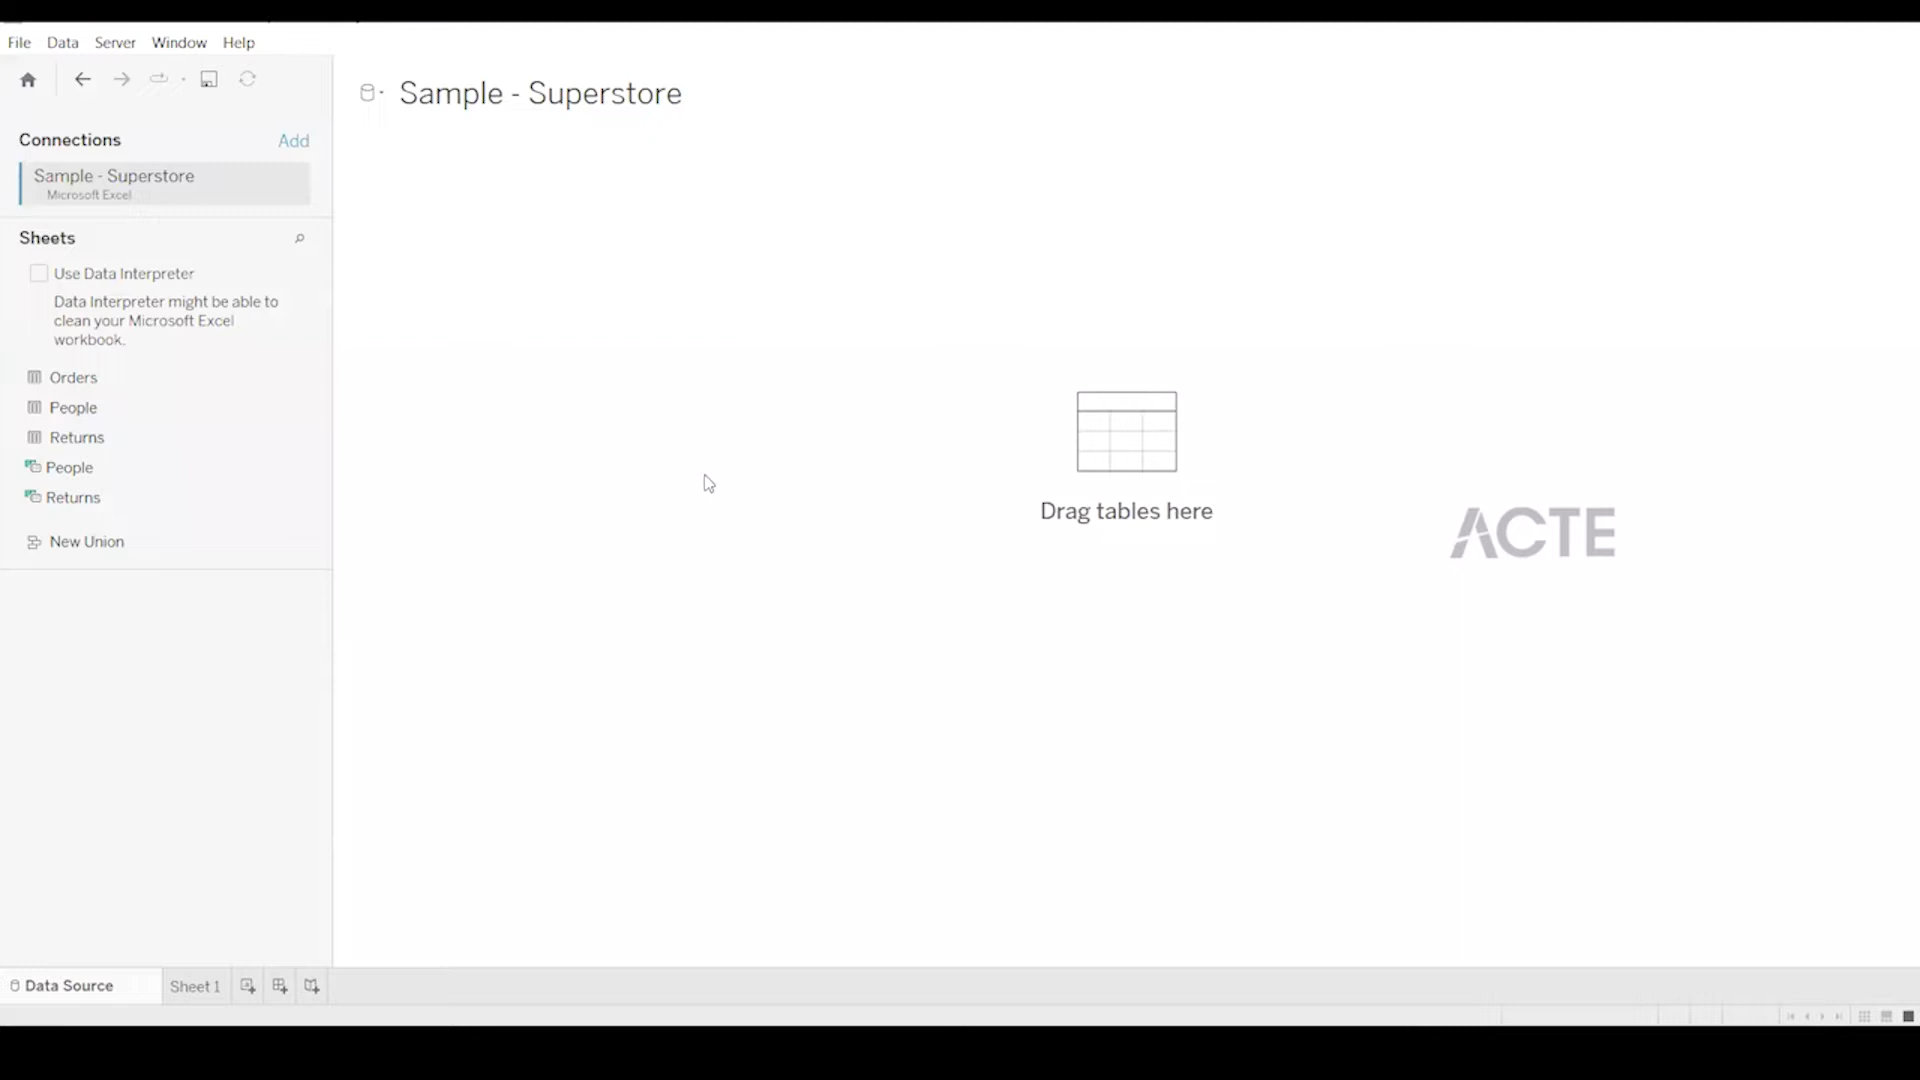 File Data Server Window Help
Sample - Superstore
Connections Add
Sample - Superstore
Microsoft Excel
Sheets
Use Data Interpreter
Data Interpreter might be able to
clean your Microsoft Excel
workbook.
Orders
People
Returns
People
Returns
New Union
Drag tables here
ACTE
Data Source Sheet 1